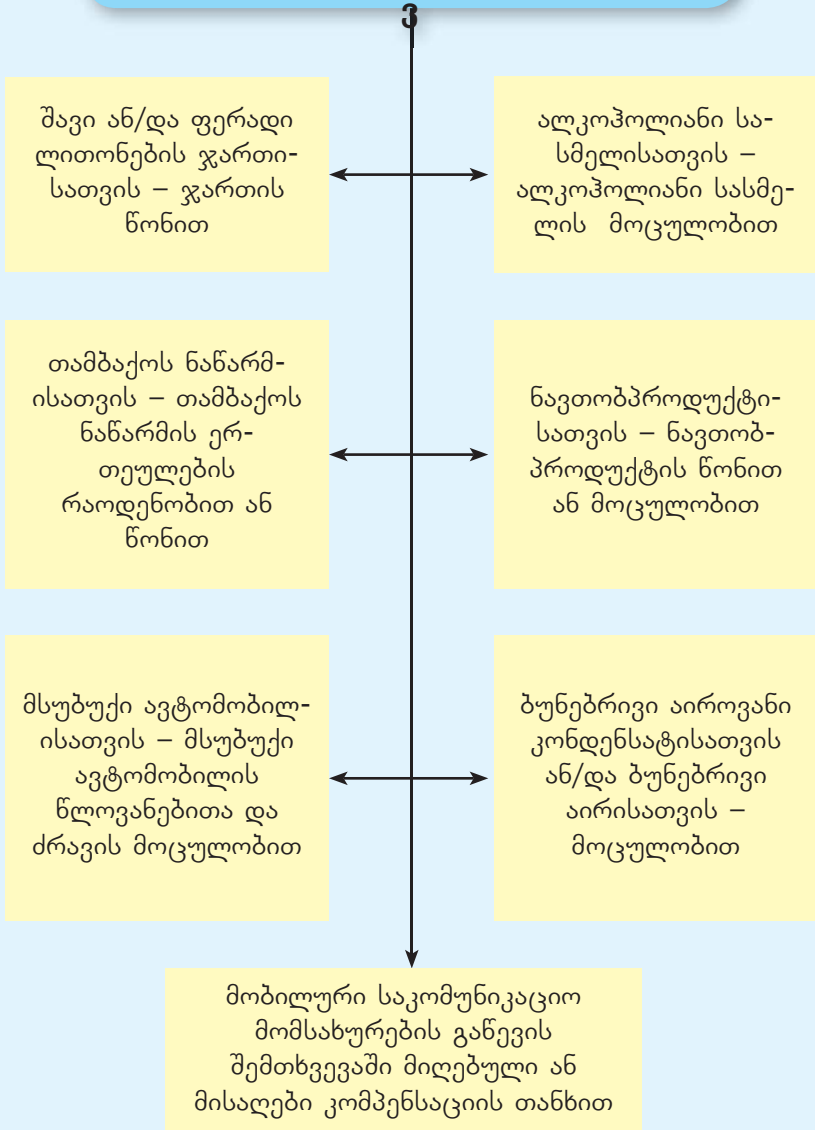 3
შავი ან/და ფერადი
ლითონების ჯართი-
სათვის – ჯართის
წონით
ალკოჰოლიანი სა-
სმელისათვის –
ალკოჰოლიანი სასმე-
ლის მოცულობით
თამბაქოს ნაწარმ-
ისათვის – თამბაქოს
ნაწარმის ერ-
თეულების
რაოდენობით ან
წონით
ნავთობპროდუქტი-
სათვის – ნავთობ-
პროდუქტის წონით
ან მოცულობით
მსუბუქი ავტომობილ-
ისათვის – მსუბუქი
ავტომობილის
წლოვანებითა და
ძრავის მოცულობით
ბუნებრივი აიროვანი
კონდენსატისათვის
ან/და ბუნებრივი
აირისათვის –
მოცულობით
მობილური საკომუნიკაციო
მომსახურების გაწევის
შემთხვევაში მიღებული ან
მისაღები კომპენსაციის თანხით